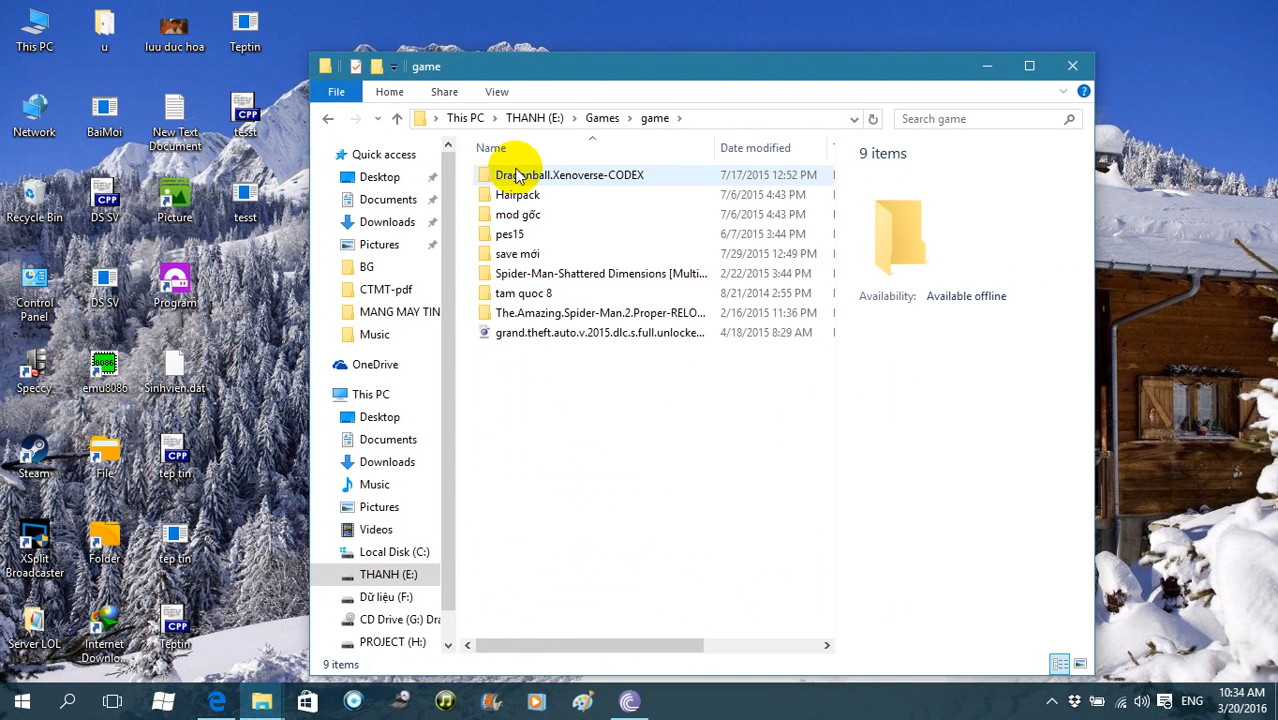 This PC
u
luu duc hoa
Teptin
Network
BaiMoi
New Text
Document
tesst
Recycle Bin
DS SV
Picture
tesst
Control
Panel
DS SV
Program
Speccy
emu8086
Sinhvien.dat
Steam
File
tep tin
XSplit
Broadcaster
Folder
tep tin
Server LOL
Internet
Downlo...
Teptin
game
File
Home
Share
View
This PC
THANH (E:)
Games
game
Search game
Quick access
Desktop
Documents
Downloads
Pictures
BG
CTMT-pdf
MANG MAY TIN
Music
OneDrive
This PC
Desktop
Documents
Downloads
Music
Pictures
Videos
Local Disk (C:)
THANH (E:)
Dữ liệu (F:)
CD Drive (G:) Dra
PROJECT (H:)
Name Date modified
Dragonball.Xenoverse-CODEX 7/17/2015 12:52 PM
Hairpack 7/6/2015 4:43 PM
mod gốc 7/6/2015 4:43 PM
pes15 6/7/2015 3:44 PM
save mới 7/29/2015 12:49 PM
Spider-Man-Shattered Dimensions [Multi... 2/22/2015 3:44 PM
tam quoc 8 8/21/2014 2:55 PM
The.Amazing.Spider-Man.2.Proper-RELO... 2/16/2015 11:36 PM
grand.theft.auto.v.2015.dlc.s.full.unlocke... 4/18/2015 8:29 AM
9 items
Availability: Available offline
9 items
ENG
10:34 AM
3/20/2016